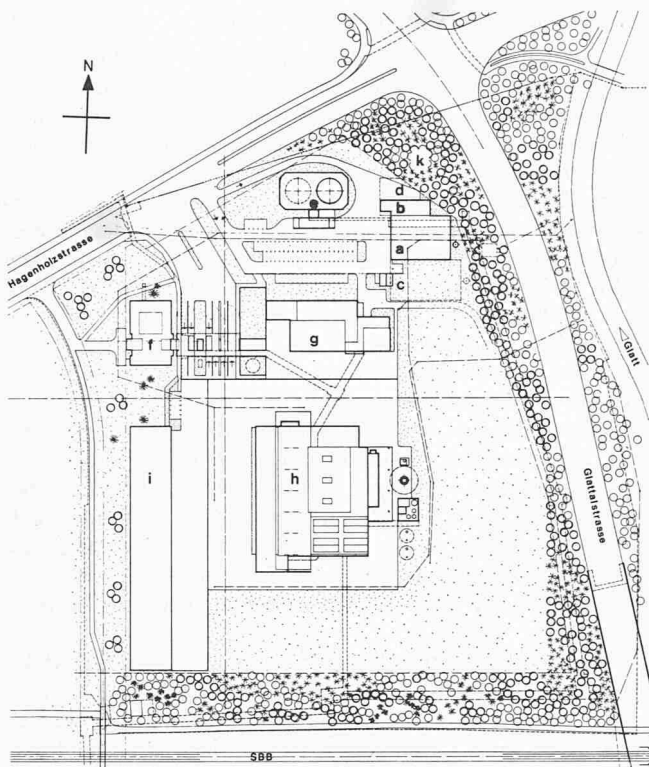 N
k
d
b
e
a
Hagenholzstrasse
c
f
g
Glatt
i
h
Glattalstrasse
SBB